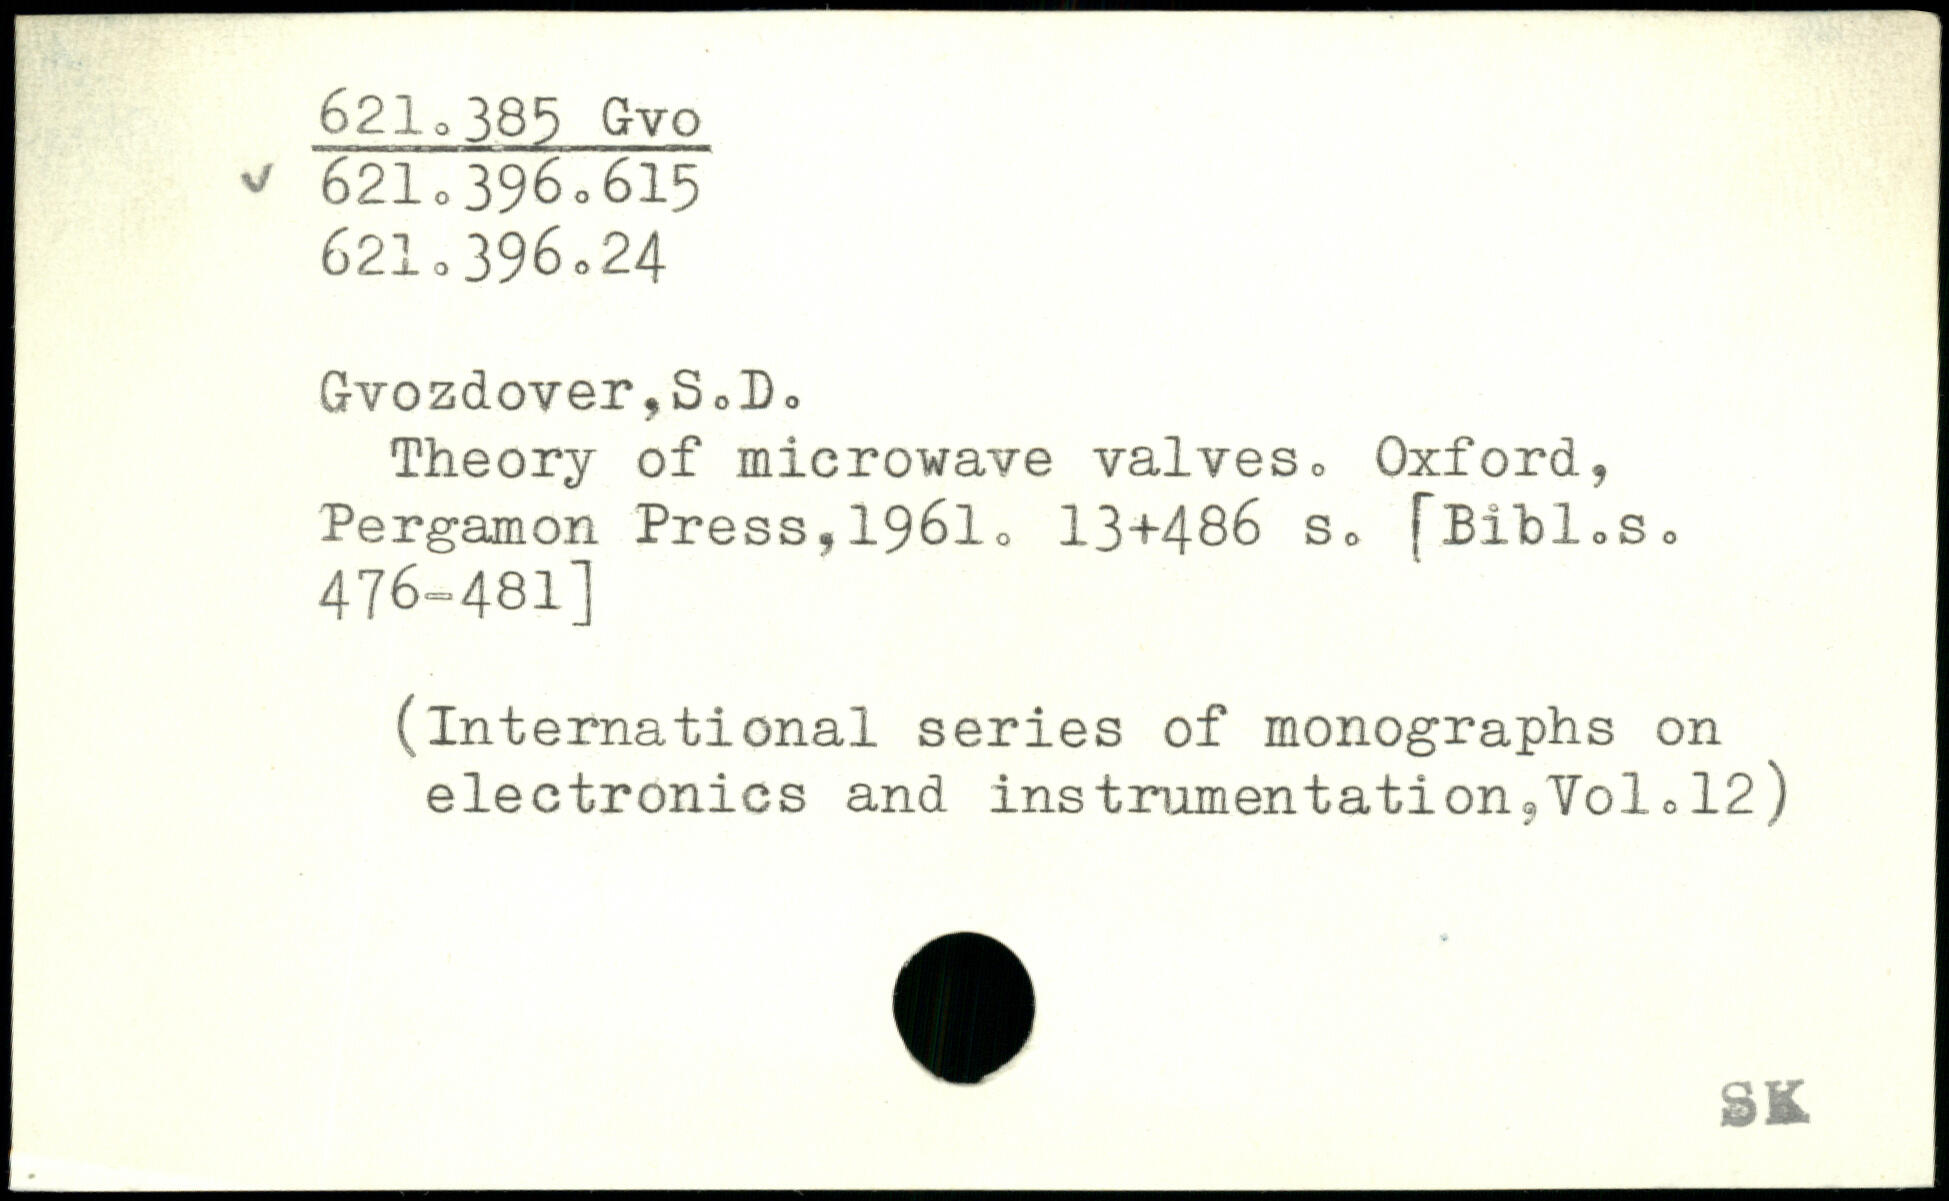 621.385 Gvo
v 621.396.615
621.396.24
Gvozdover,S.D.
Theory of microwave valves. Oxford,
Pergamon Press,1961. 13+486 s. [Bibl.s.
476-481]
(International series of monographs on
electronics and instrumentation,Vol.12)
SK